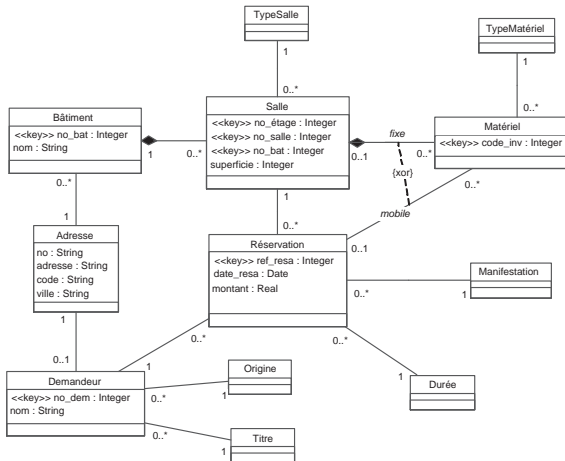 TypeSalle
1
0..*
TypeMatériel
1
0..*
Bâtiment
<<key>> no_bat : Integer
nom : String
1
0..*
0..*
Salle
<<key>> no_étage : Integer
<<key>> no_salle : Integer
<<key>> no_bat : Integer
superficie : Integer
0..1
fixe
0..*
1
0..*
Matériel
<<key>> code_inv : Integer
0..*
{xor}
mobile
0..1
1
Adresse
no : String
adresse : String
code : String
ville : String
1
0..1
Réservation
<<key>> ref_resa : Integer
date_resa : Date
montant : Real
0..*
0..*
1
0..*
1
Manifestation
Demandeur
<<key>> no_dem : Integer
nom : String
1
0..*
0..*
Origine
1
Titre
1
Durée
1